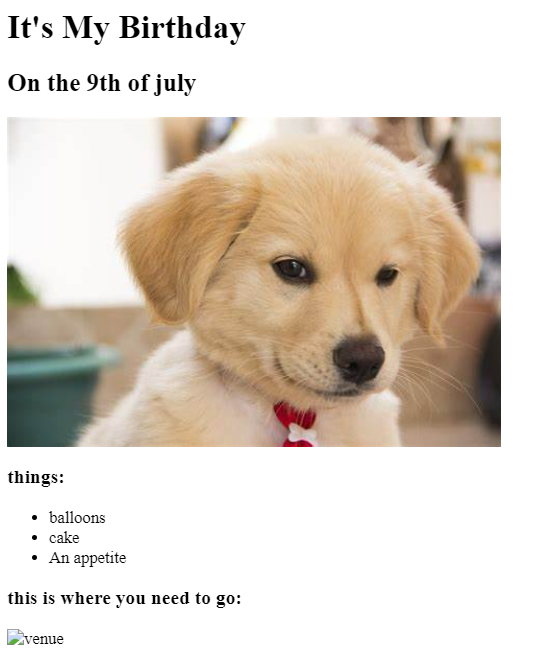 It's My Birthday
On the 9th of july
things:
balloons
cake
An appetite
this is where you need to go:
venue